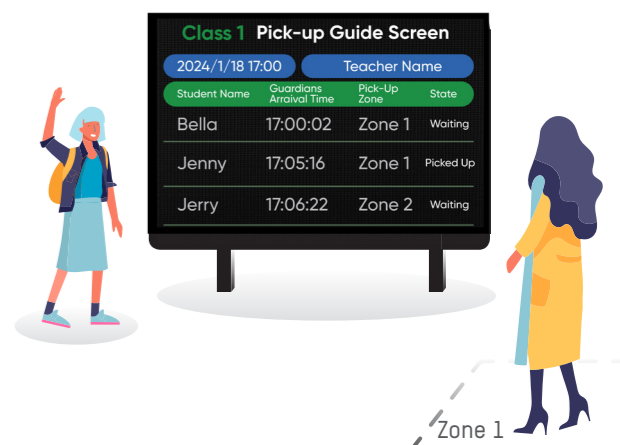 Class 1 Pick-up Guide Screen
2024/1/18 17:00 Teacher Name
Student Name Guardians Arraival Time Pick-Up Zone State
Bella 17:00:02 Zone 1 Waiting
Jenny 17:05:16 Zone 1 Picked Up
Jerry 17:06:22 Zone 2 Waiting
Zone 1